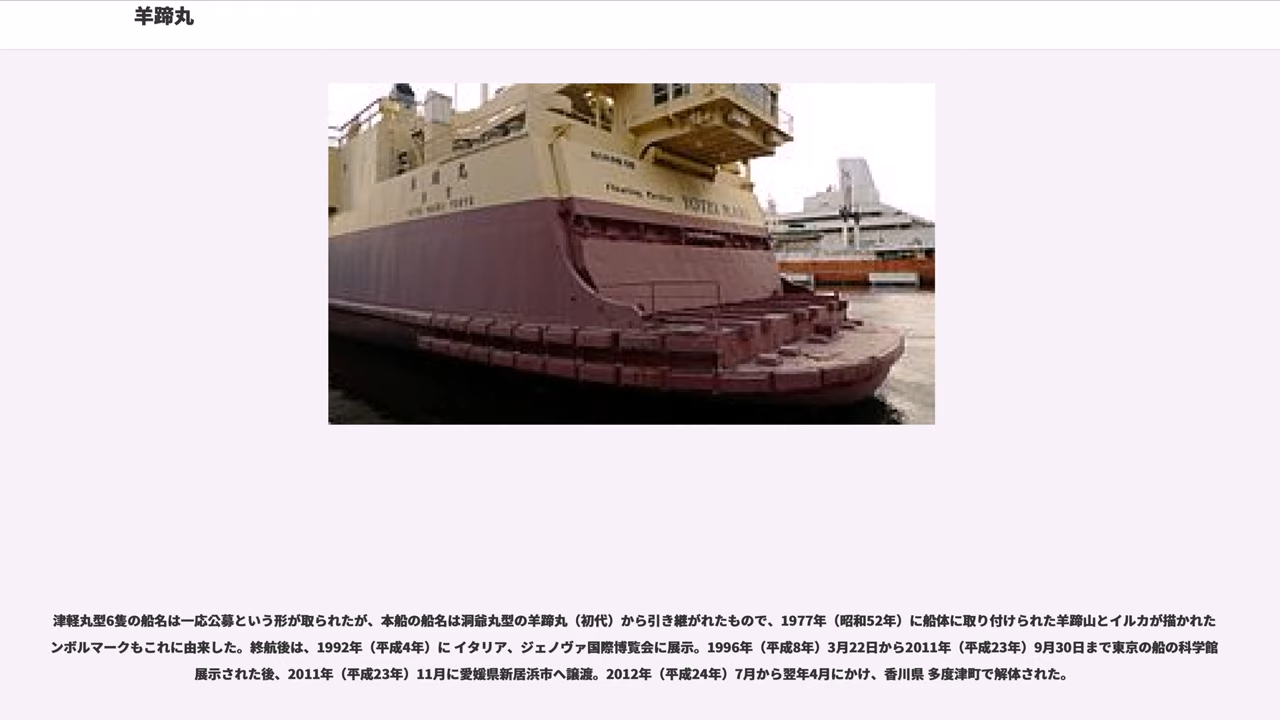 羊蹄丸
YOTEI MARU
津軽丸型6隻の船名は一応公募という形が取られたが、本船の船名は洞爺丸型の羊蹄丸（初代）から引き継がれたもので、1977年（昭和52年）に船体に取り付けられた羊蹄山とイルカが描かれた
ンボルマークもこれに由来した。終航後は、1992年（平成4年）に イタリア、ジェノヴァ国際博覧会に展示。1996年（平成8年）3月22日から2011年（平成23年）9月30日まで東京の船の科学館
展示された後、2011年（平成23年）11月に愛媛県新居浜市へ譲渡。2012年（平成24年）7月から翌年4月にかけ、香川県 多度津町で解体された。